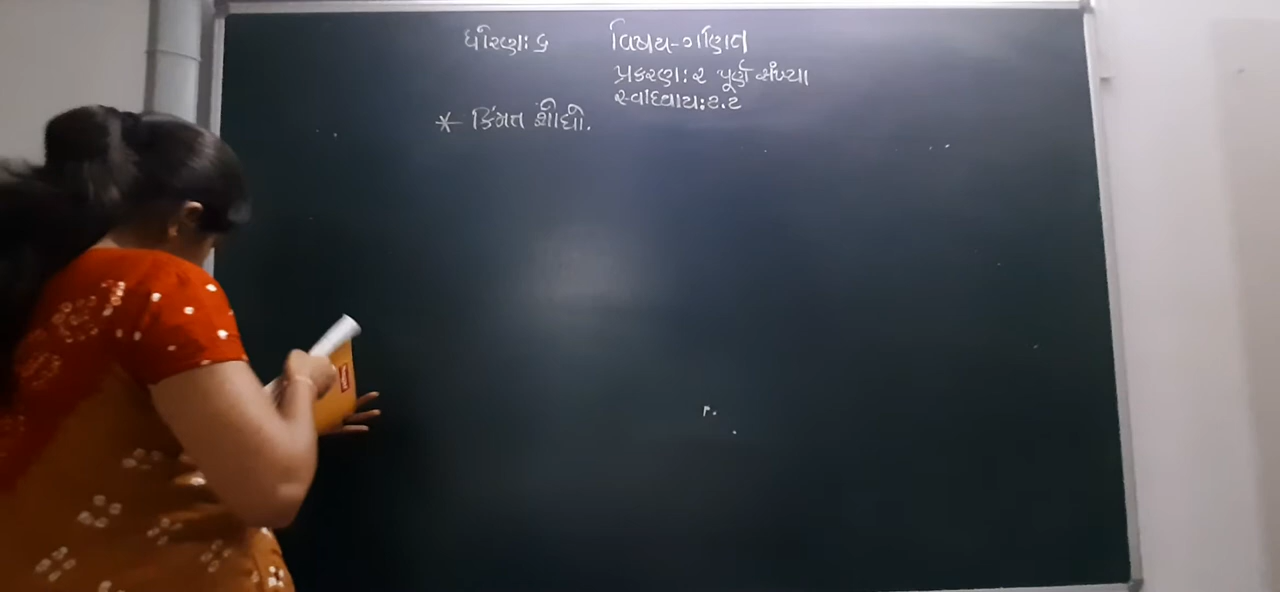 ધોરણ: ૬ વિષય-ગણિત
પ્રકરણ: ૨ પૂર્ણ સંખ્યા
સ્વાધ્યાય: ૨.૨
* કિંમત શોધો.